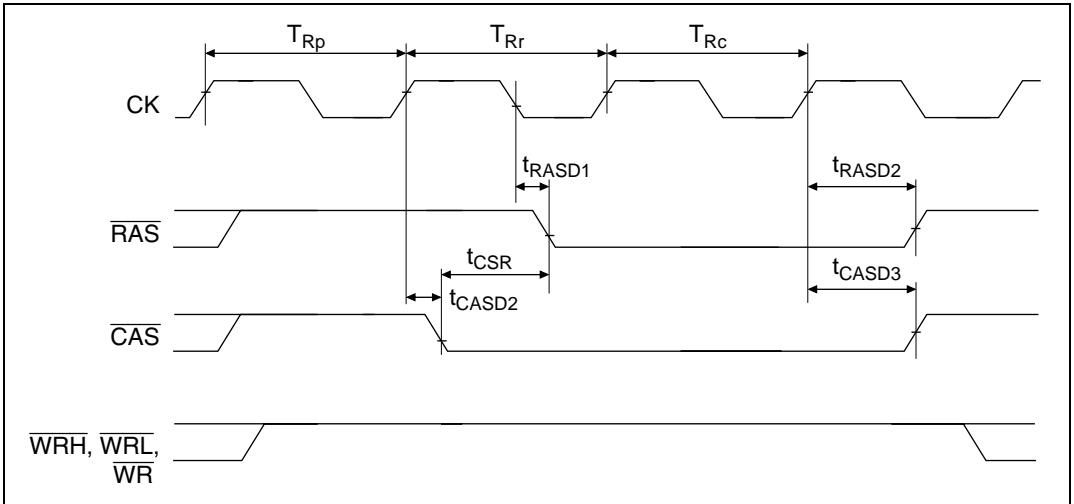 TRp TRr TRc
CK
tRASD1 tRASD2
RAS
tCSR
tCASD2 tCASD3
CAS
WRH, WRL,
WR